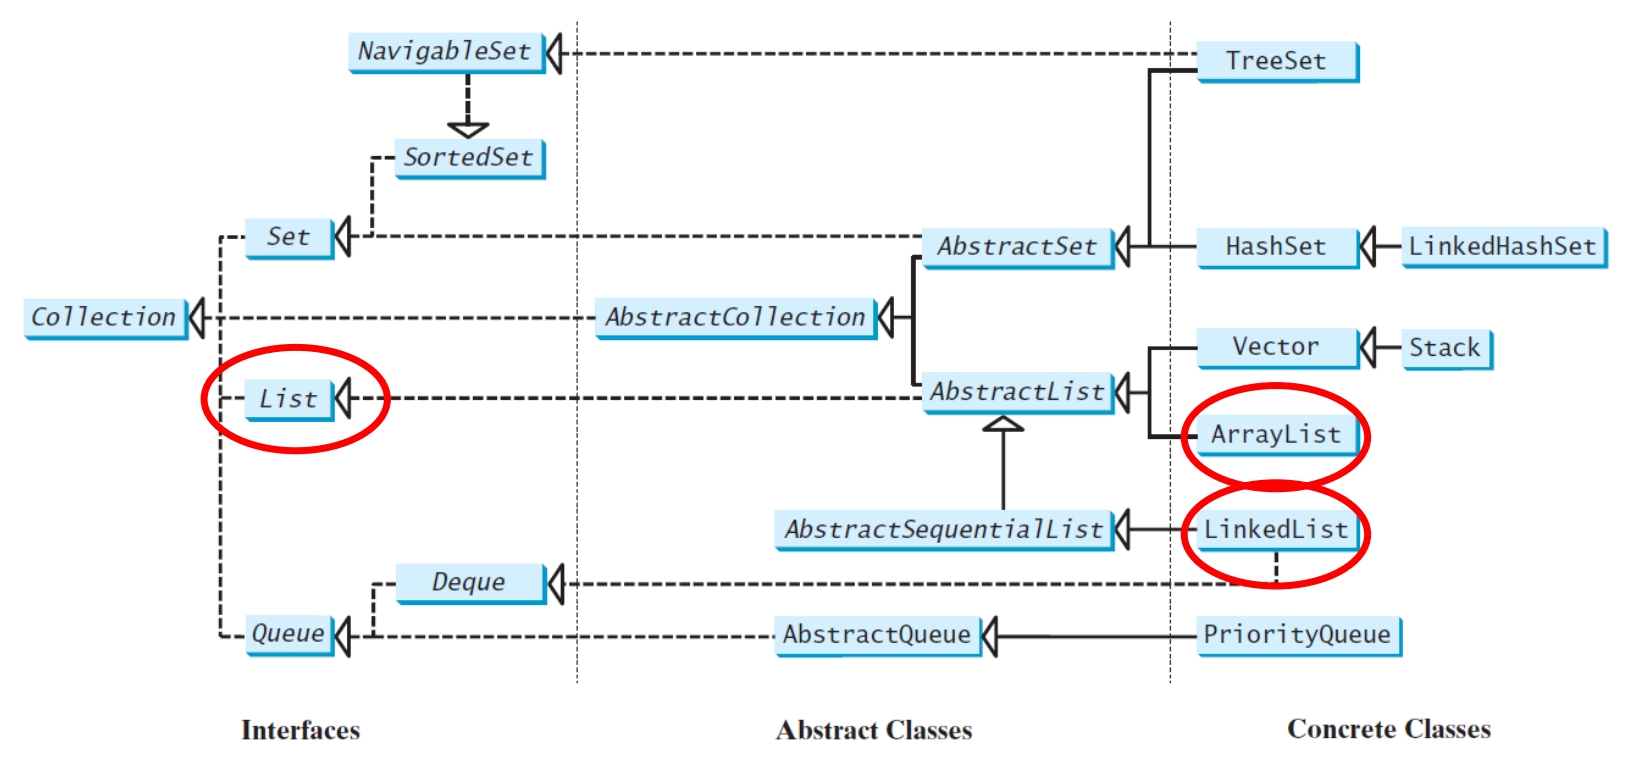 NavigableSet
TreeSet
SortedSet
Set
AbstractSet
HashSet
LinkedHashSet
Collection
AbstractCollection
Vector
Stack
List
AbstractList
ArrayList
AbstractSequentialList
LinkedList
Deque
Queue
AbstractQueue
PriorityQueue
Interfaces
Abstract Classes
Concrete Classes